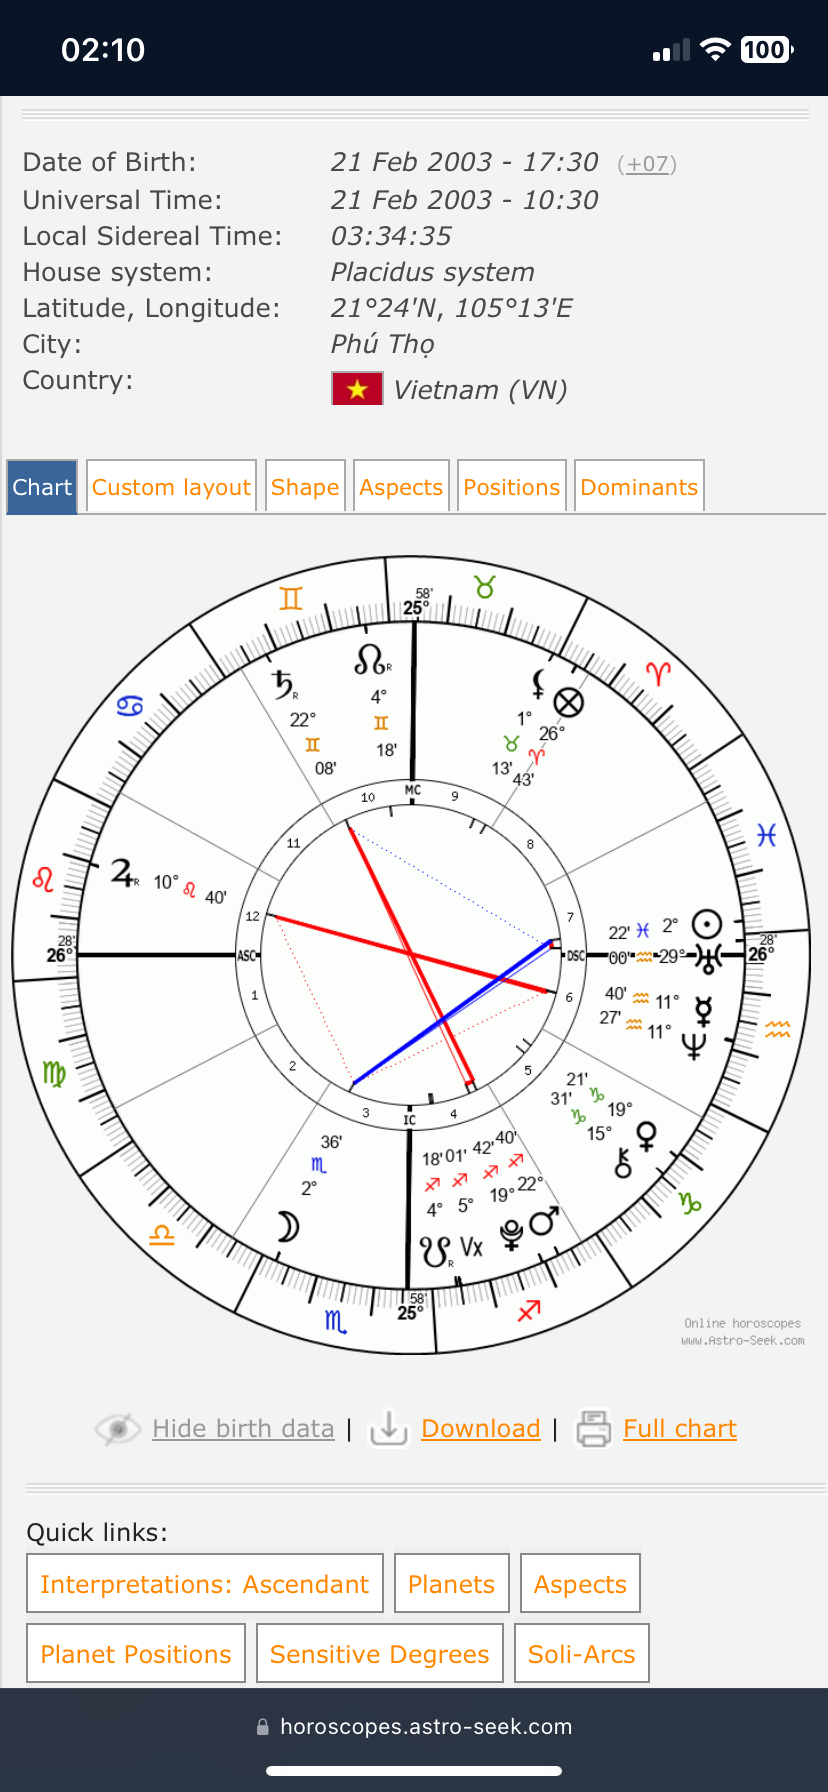 02:10
100
Date of Birth: 21 Feb 2003 - 17:30 (+07)
Universal Time: 21 Feb 2003 - 10:30
Local Sidereal Time: 03:34:35
House system: Placidus system
Latitude, Longitude: 21°24'N, 105°13'E
City: Phú Thọ
Country: Vietnam (VN)
Chart Custom layout Shape Aspects Positions Dominants
♊ 25° 58' ♉
♋ ♈
♄ R ☊ R ⚸ ⊗
22° ♊ 08'
4° ♊ 18'
1° ♉ 13'
26° ♈ 43'
MC
10 9
11 8
♌ ♓
♃ R 10° ♌ 40'
12 7
22' ♓ 2° ☉
26° 28' ASC DSC 00' ♒ 29° ♅ 26° 28'
1 6
40' ♒ 11° ☿
27' ♒ 11° ♆
♍ ♒
2 5
3 IC 4
21' ♑ 19° ♀
31' ♑ 15° ⚷
36' ♏ 2° ☽
18' ♐ 4° ☋ R
01' ♐ 5° Vx
42' ♐ 19° ♇
40' ♐ 22° ♂
♎ ♑
♏ 25° 58' ♐
Online horoscopes
www.Astro-Seek.com
Hide birth data | Download | Full chart
Quick links:
Interpretations: Ascendant Planets Aspects
Planet Positions Sensitive Degrees Soli-Arcs
horoscopes.astro-seek.com